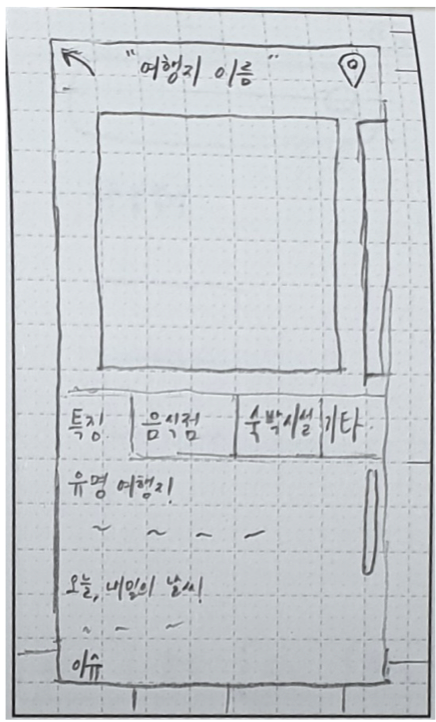 "여행지 이름"
특징 음식점 숙박시설 기타
유명 여행지!
오늘, 내일의 날씨!
이슈